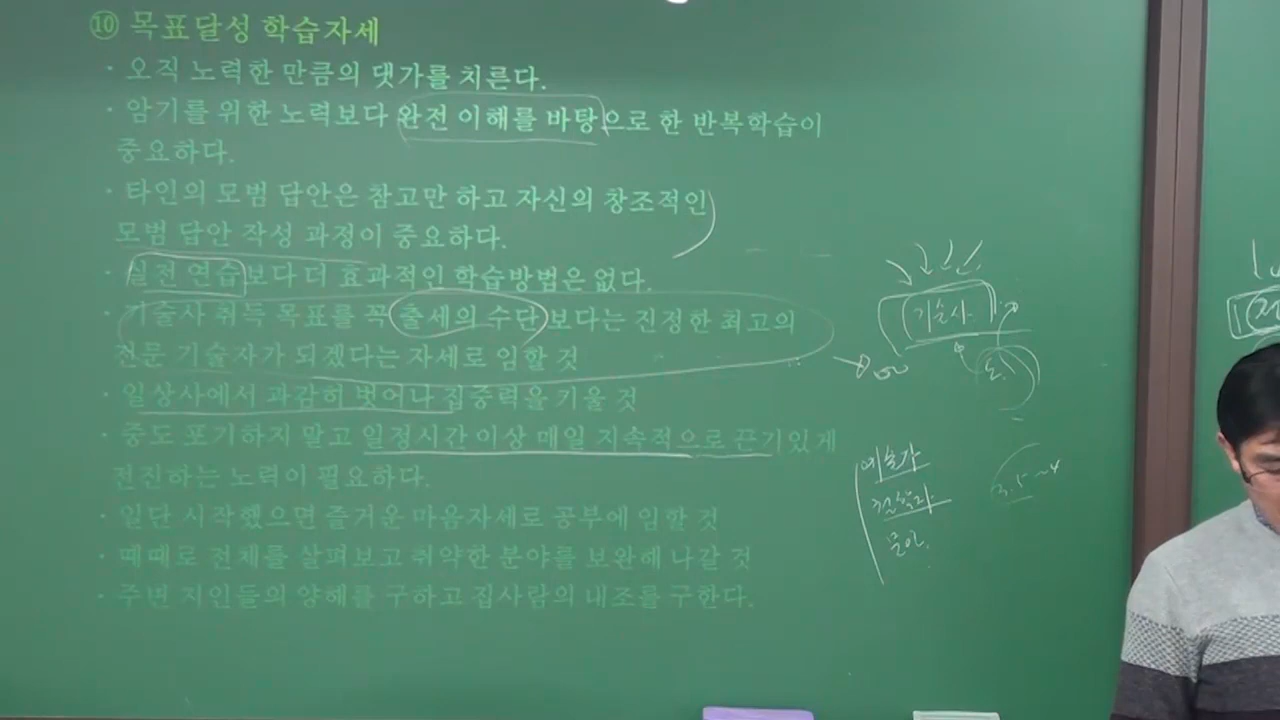 ⑩ 목표달성 학습자세
· 오직 노력한 만큼의 댓가를 치른다.
· 암기를 위한 노력보다 완전 이해를 바탕으로 한 반복학습이
중요하다.
· 타인의 모범 답안은 참고만 하고 자신의 창조적인
모범 답안 작성 과정이 중요하다.
· 실전 연습보다 더 효과적인 학습방법은 없다.
· 기술사 취득 목표를 꼭 출세의 수단보다는 진정한 최고의
전문 기술자가 되겠다는 자세로 임할 것
· 일상사에서 과감히 벗어나 집중력을 키울 것
· 중도 포기하지 말고 일정시간 이상 매일 지속적으로 끈기있게
전진하는 노력이 필요하다.
· 일단 시작했으면 즐거운 마음자세로 공부에 임할 것
· 때때로 전체를 살펴보고 취약한 분야를 보완해 나갈 것
· 주변 지인들의 양해를 구하고 집사람의 내조를 구한다.
기술사
예술가
철학자
3.5~4